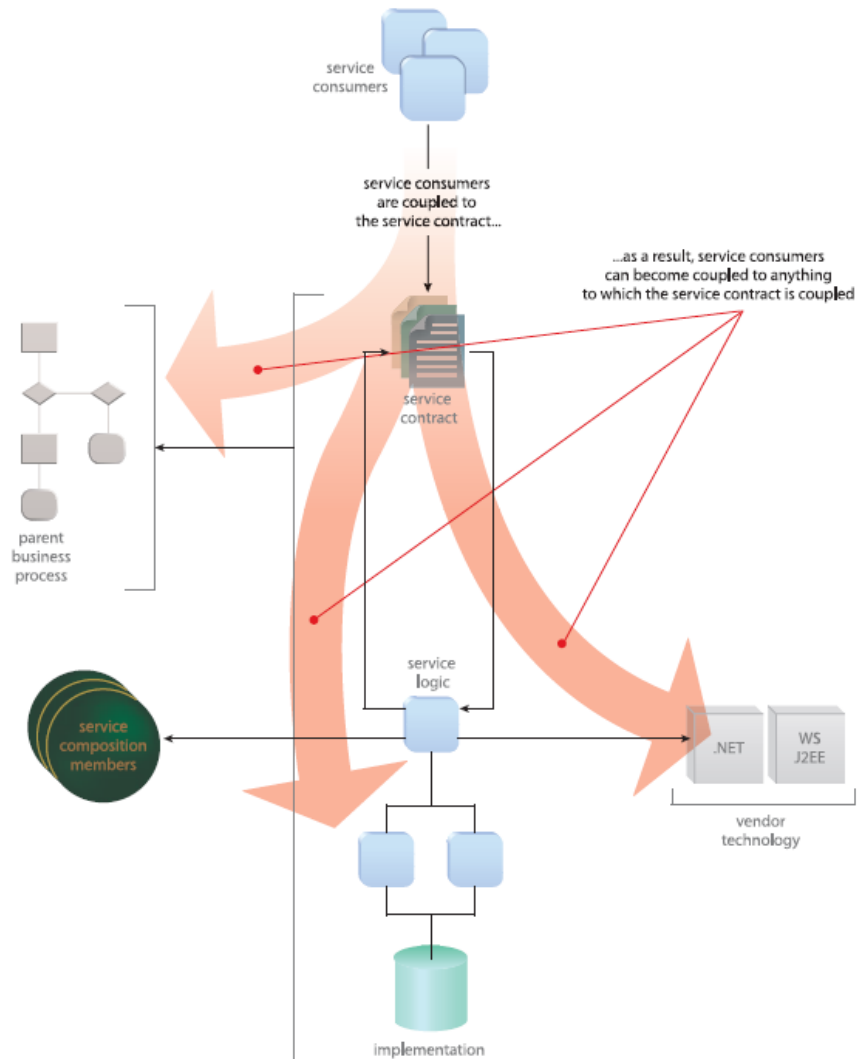 service
consumers
service consumers
are coupled to
the service contract...
...as a result, service consumers
can become coupled to anything
to which the service contract is coupled
service
contract
parent
business
process
service
logic
service
composition
members
.NET
WS
J2EE
vendor
technology
implementation